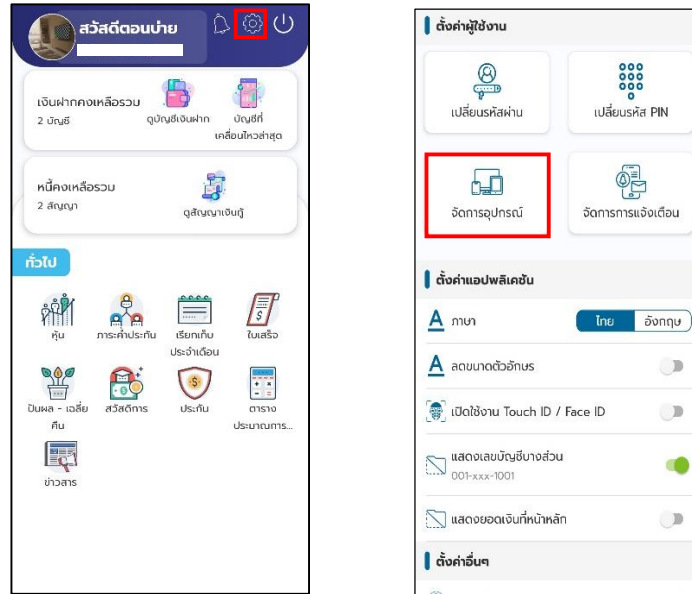 สวัสดีตอนบ่าย
เงินฝากคงเหลือรวม
2 บัญชี
ดูบัญชีเงินฝาก
บัญชีที่
เคลื่อนไหวล่าสุด
หนี้คงเหลือรวม
2 สัญญา
ดูสัญญาเงินกู้
ทั่วไป
หุ้น
ภาระค้ำประกัน
เรียกเก็บ
ประจำเดือน
ใบเสร็จ
ปันผล - เฉลี่ย
คืน
สวัสดิการ
ประกัน
ตาราง
ประมาณการ...
ข่าวสาร
ตั้งค่าผู้ใช้งาน
เปลี่ยนรหัสผ่าน
เปลี่ยนรหัส PIN
จัดการอุปกรณ์
จัดการการแจ้งเตือน
ตั้งค่าแอปพลิเคชัน
A ภาษา
ไทย อังกฤษ
A ลดขนาดตัวอักษร
เปิดใช้งาน Touch ID / Face ID
แสดงเลขบัญชีบางส่วน
001-xxx-1001
แสดงยอดเงินที่หน้าหลัก
ตั้งค่าอื่นๆ